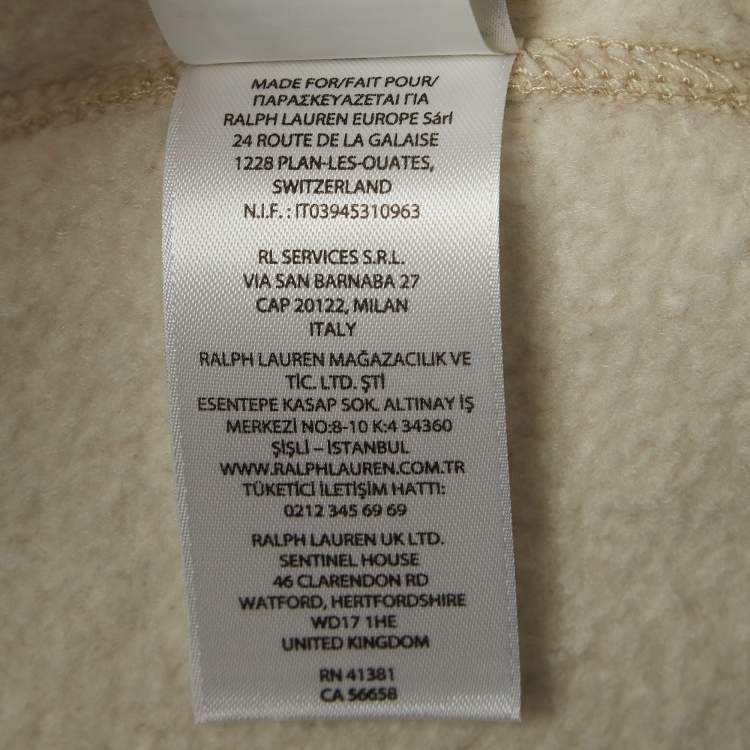 MADE FOR/FAIT POUR/
ΠΑΡΑΣΚΕΥΑΖΕΤΑΙ ΓΙΑ
RALPH LAUREN EUROPE Sárl
24 ROUTE DE LA GALAISE
1228 PLAN-LES-OUATES,
SWITZERLAND
N.I.F. : IT03945310963
RL SERVICES S.R.L.
VIA SAN BARNABA 27
CAP 20122, MILAN
ITALY
RALPH LAUREN MAĞAZACILIK VE
TİC. LTD. ŞTİ
ESENTEPE KASAP SOK. ALTINAY İŞ
MERKEZİ NO:8-10 K:4 34360
ŞİŞLİ – İSTANBUL
WWW.RALPHLAUREN.COM.TR
TÜKETİCİ İLETİŞİM HATTI:
0212 345 69 69
RALPH LAUREN UK LTD.
SENTINEL HOUSE
46 CLARENDON RD
WATFORD, HERTFORDSHIRE
WD17 1HE
UNITED KINGDOM
RN 41381
CA 56658